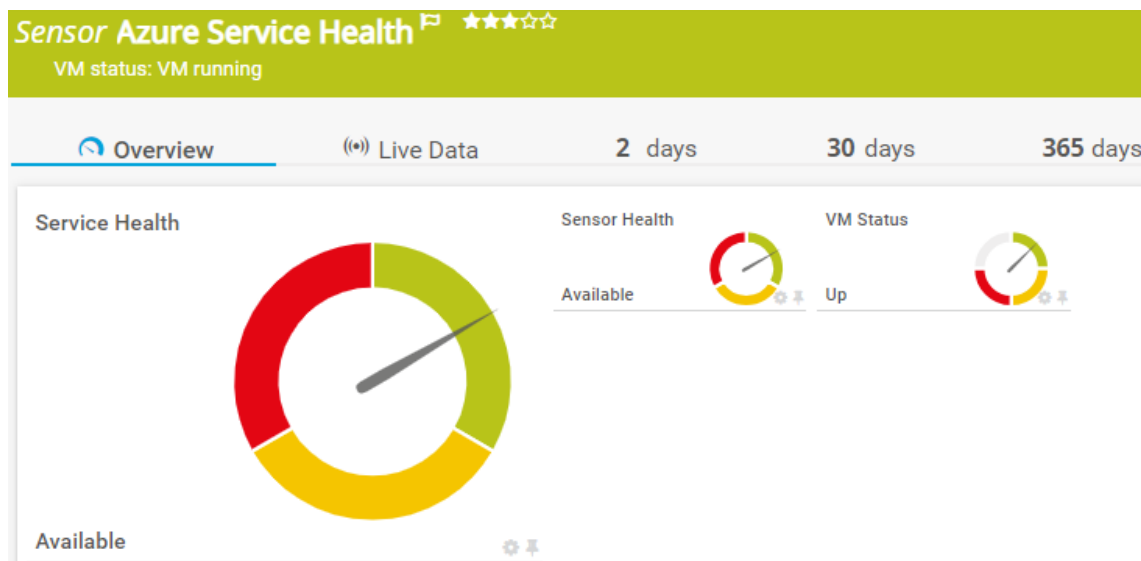 Sensor Azure Service Health
VM status: VM running
Overview
Live Data
2 days
30 days
365 days
Service Health
Available
Sensor Health
Available
VM Status
Up